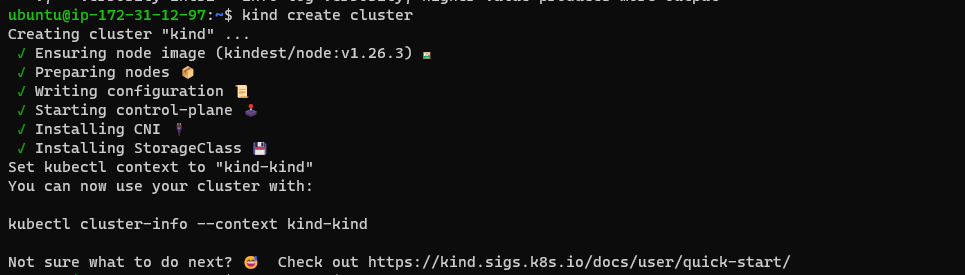 ubuntu@ip-172-31-12-97:~$ kind create cluster
Creating cluster "kind" ...
✓ Ensuring node image (kindest/node:v1.26.3) 🖼
✓ Preparing nodes 📦
✓ Writing configuration 📜
✓ Starting control-plane 🕹️
✓ Installing CNI 🔌
✓ Installing StorageClass 💾
Set kubectl context to "kind-kind"
You can now use your cluster with:

kubectl cluster-info --context kind-kind

Not sure what to do next? 😅 Check out https://kind.sigs.k8s.io/docs/user/quick-start/